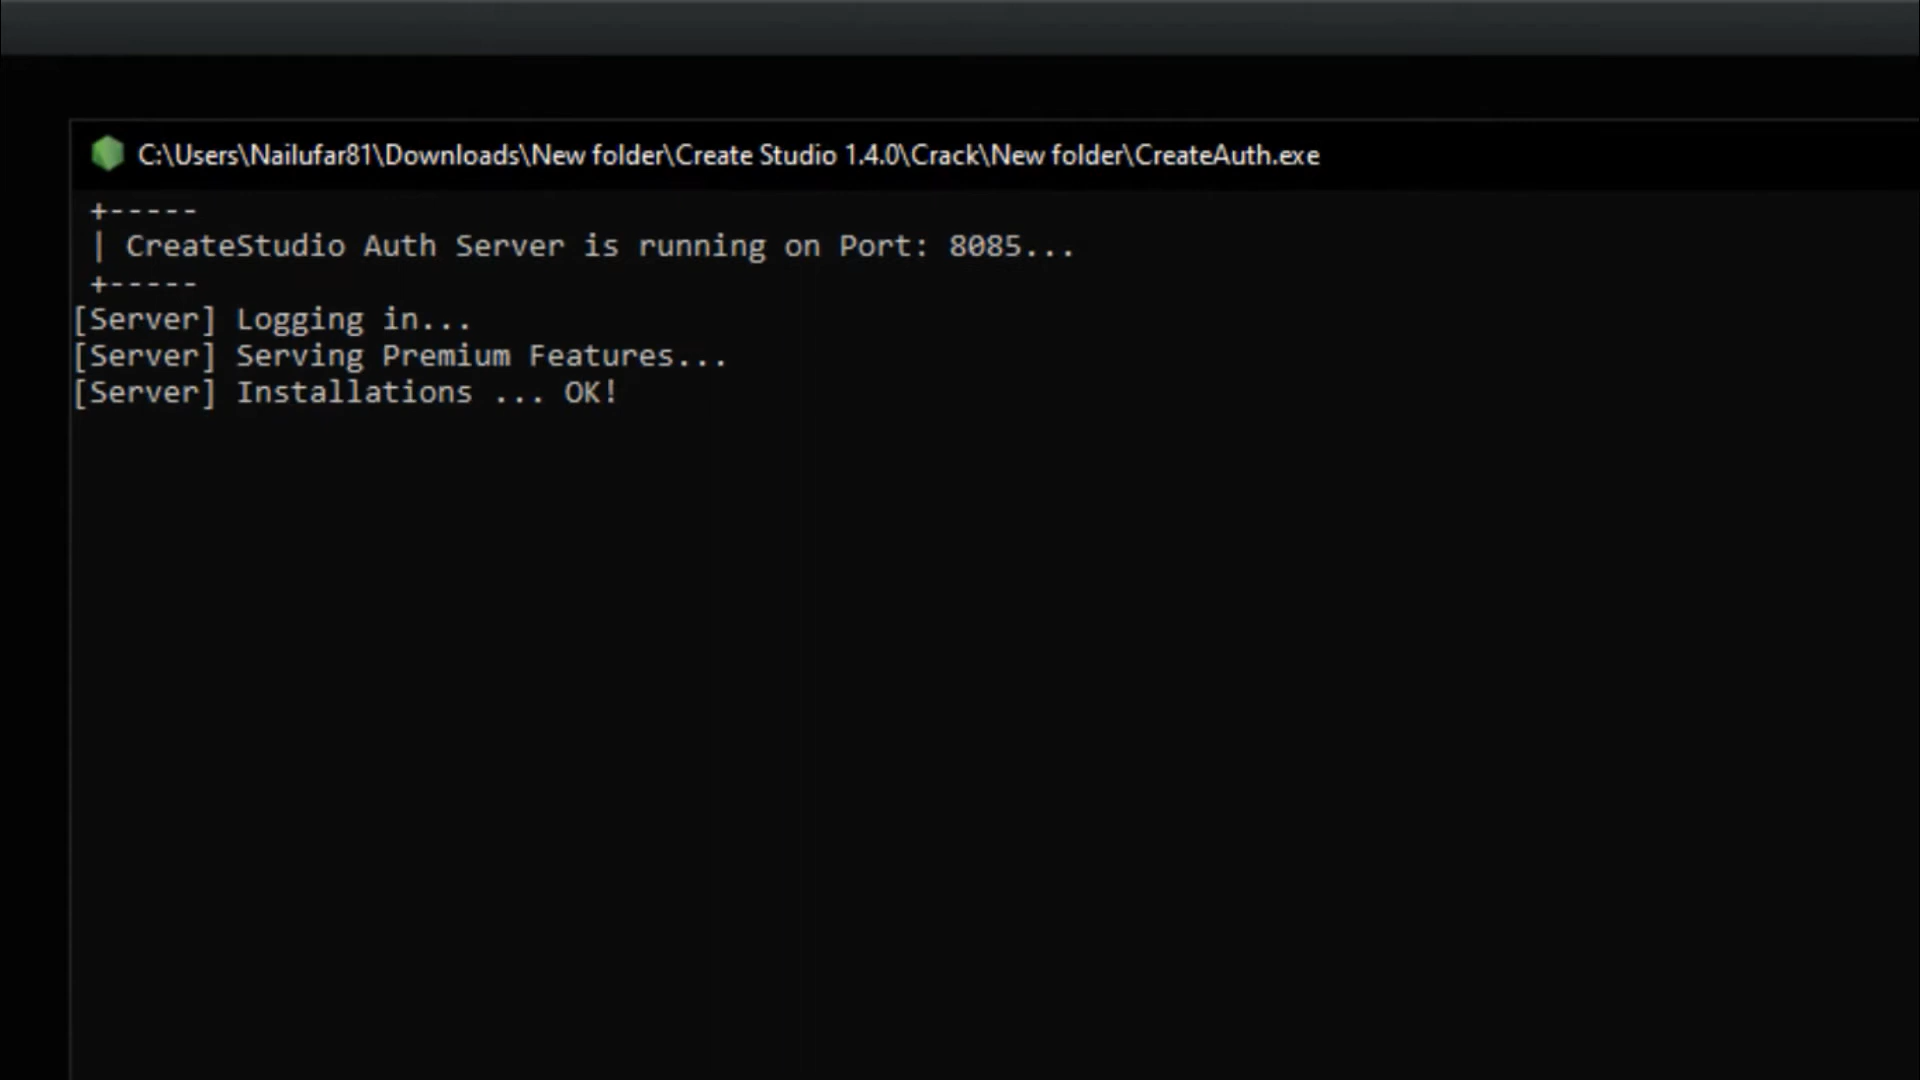 C:\Users\Nailufar81\Downloads\New folder\Create Studio 1.4.0\Crack\New folder\CreateAuth.exe
+-----
| CreateStudio Auth Server is running on Port: 8085...
+-----
[Server] Logging in...
[Server] Serving Premium Features...
[Server] Installations ... OK!